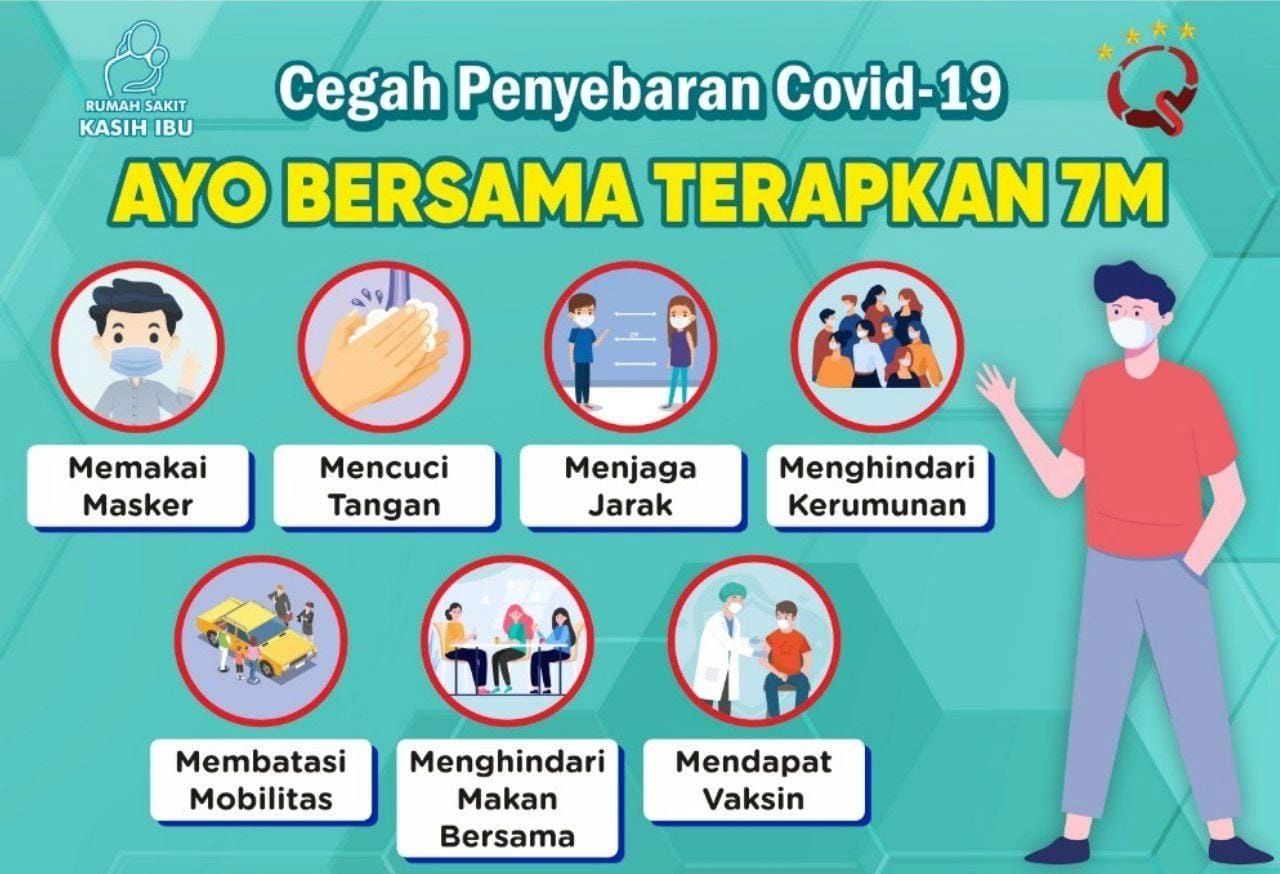 RUMAH SAKIT
KASIH IBU
Cegah Penyebaran Covid-19
AYO BERSAMA TERAPKAN 7M
Memakai
Masker
Mencuci
Tangan
2M
Menjaga
Jarak
Menghindari
Kerumunan
Membatasi
Mobilitas
Menghindari
Makan
Bersama
Mendapat
Vaksin